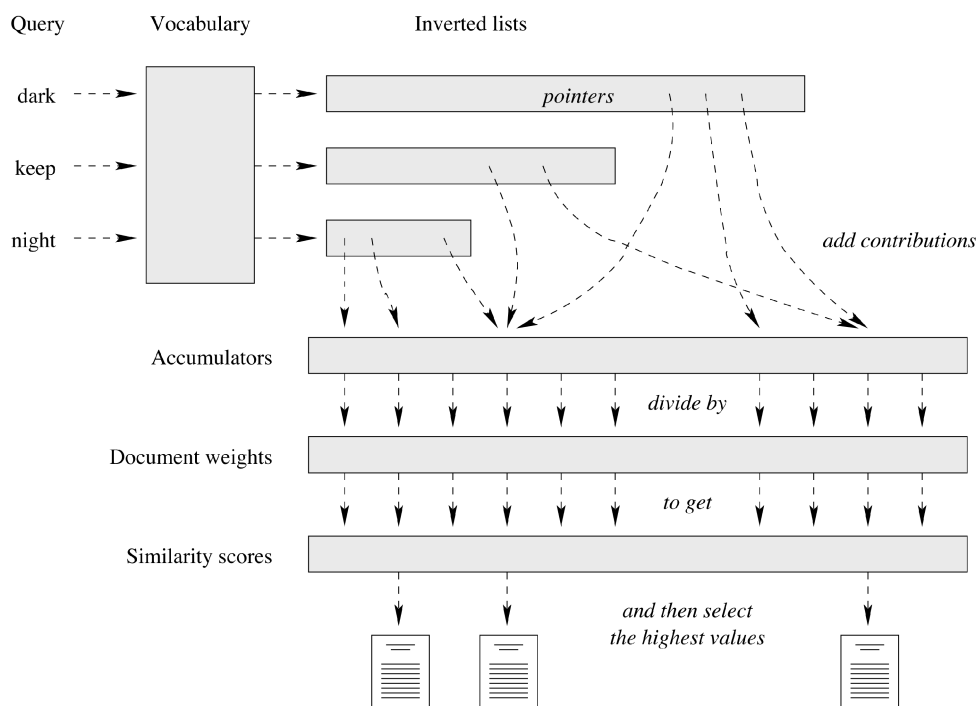 Query
Vocabulary
Inverted lists
dark
pointers
keep
night
add contributions
Accumulators
divide by
Document weights
to get
Similarity scores
and then select
the highest values